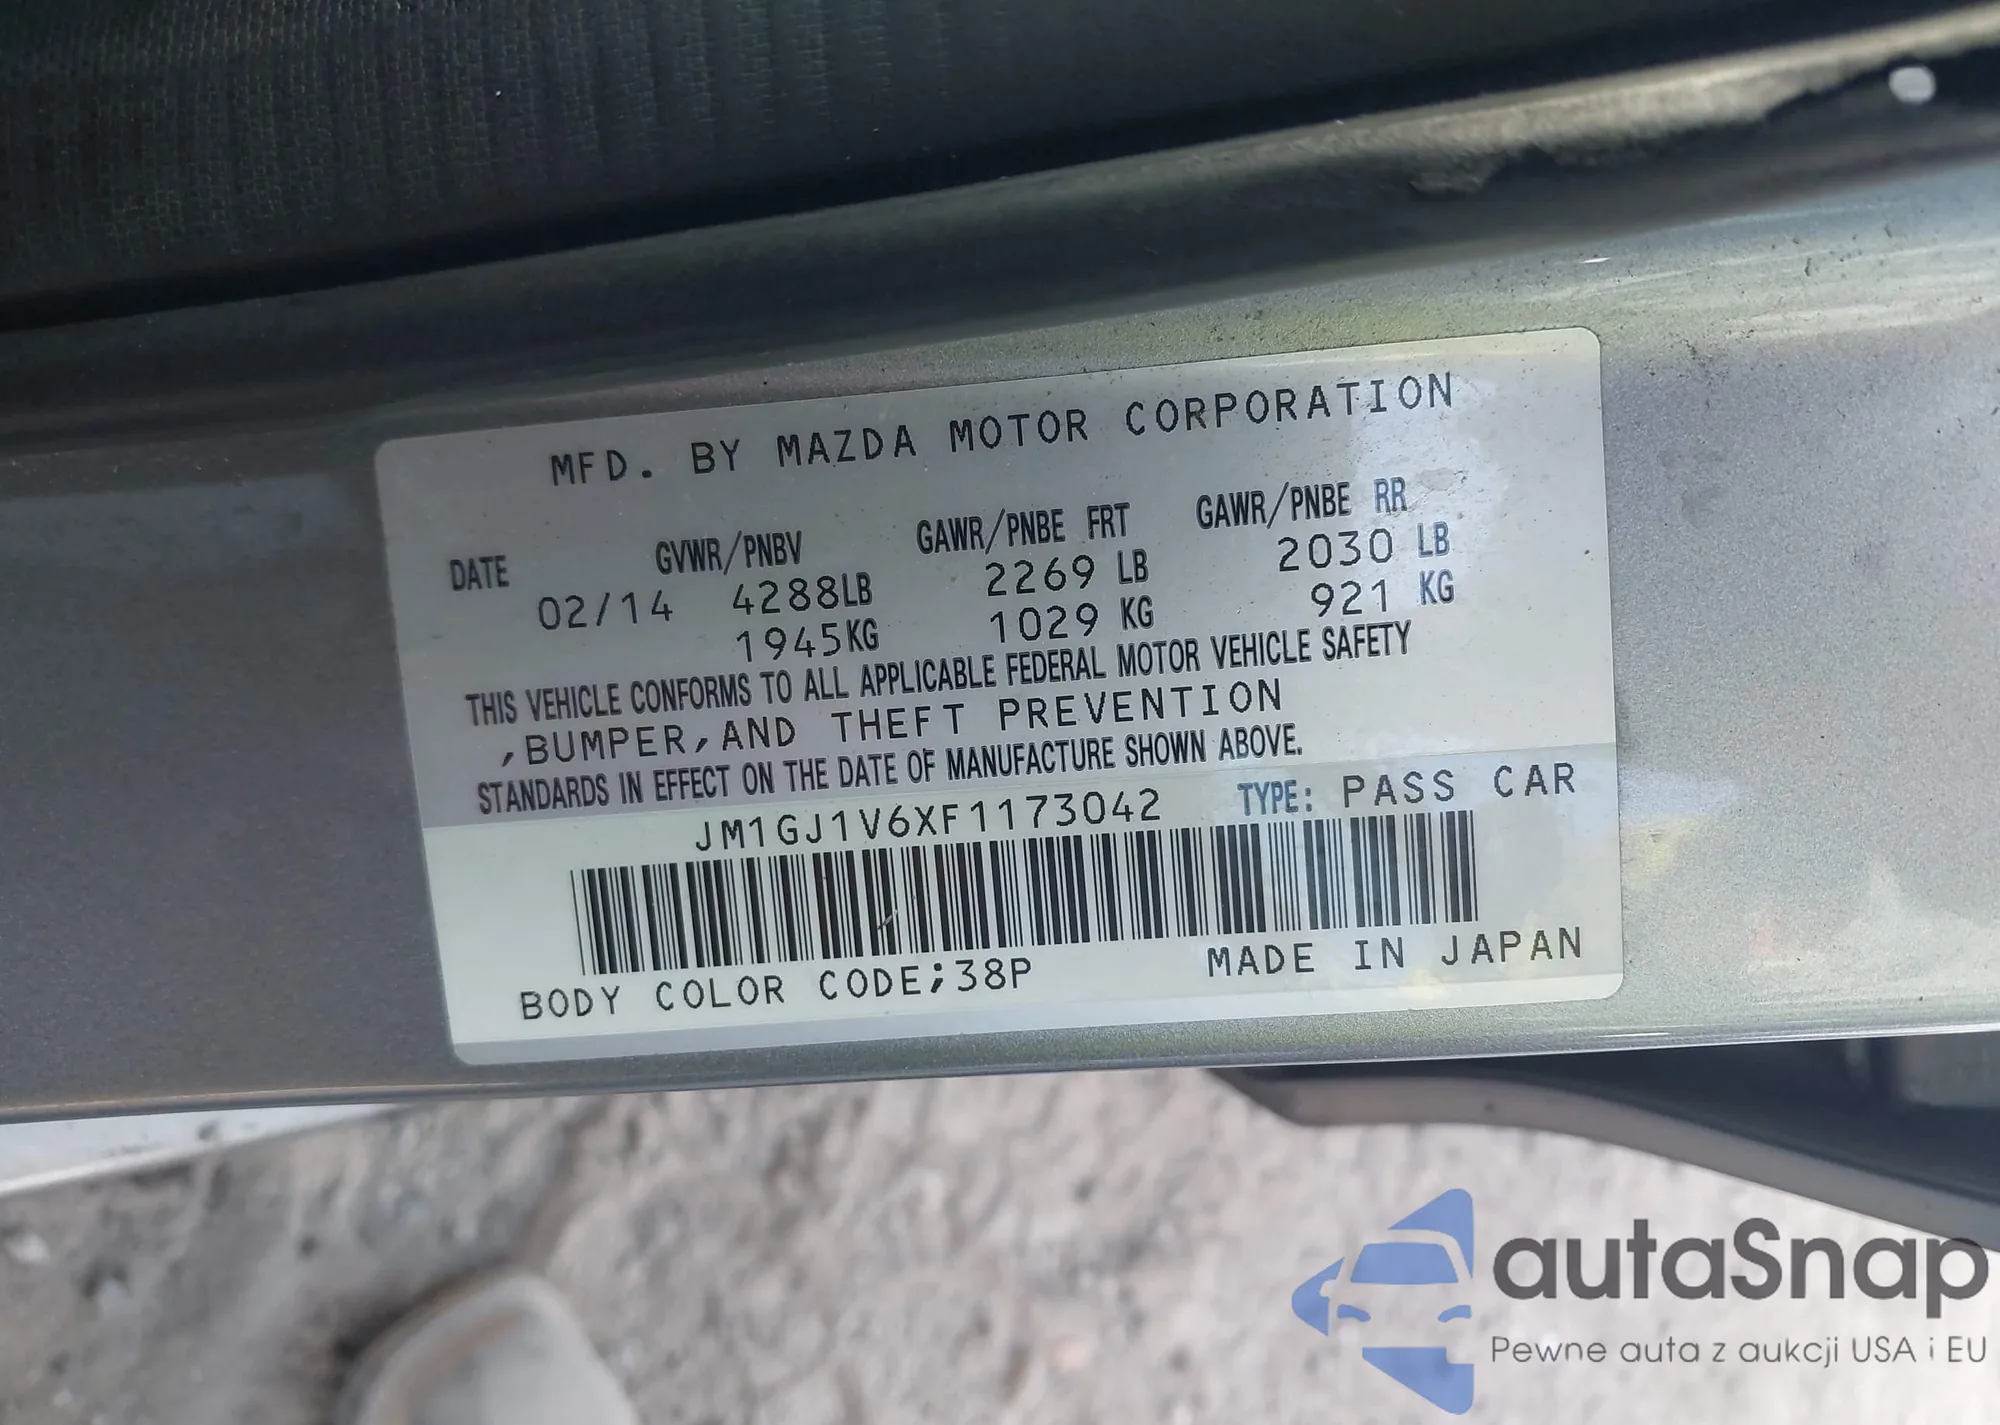 MFD. BY MAZDA MOTOR CORPORATION
DATE GVWR/PNBV GAWR/PNBE FRT GAWR/PNBE RR
02/14 4288LB 2269 LB 2030 LB
1945KG 1029 KG 921 KG
THIS VEHICLE CONFORMS TO ALL APPLICABLE FEDERAL MOTOR VEHICLE SAFETY
,BUMPER,AND THEFT PREVENTION
STANDARDS IN EFFECT ON THE DATE OF MANUFACTURE SHOWN ABOVE.
JM1GJ1V6XF1173042 TYPE: PASS CAR
BODY COLOR CODE;38P MADE IN JAPAN
autaSnap
Pewne auta z aukcji USA i EU